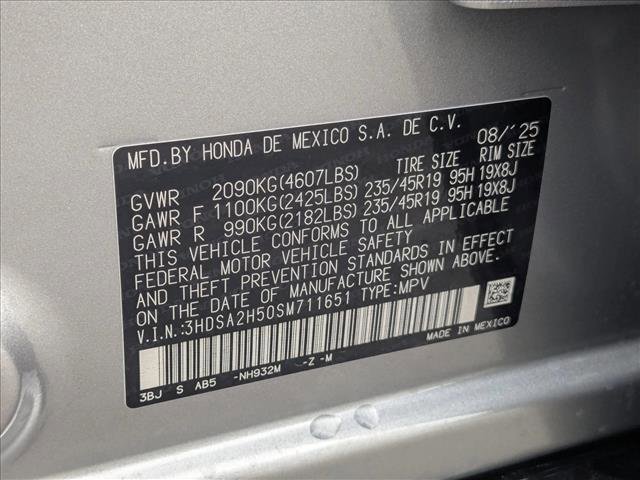 MFD.BY HONDA DE MEXICO S.A. DE C.V. 08/'25
GVWR 2090KG(4607LBS) TIRE SIZE RIM SIZE
GAWR F 1100KG(2425LBS) 235/45R19 95H 19X8J
GAWR R 990KG(2182LBS) 235/45R19 95H 19X8J
THIS VEHICLE CONFORMS TO ALL APPLICABLE
FEDERAL MOTOR VEHICLE SAFETY
AND THEFT PREVENTION STANDARDS IN EFFECT
ON THE DATE OF MANUFACTURE SHOWN ABOVE.
V.I.N.:3HDSA2H50SM711651 TYPE:MPV
MADE IN MEXICO
3BJ S AB5 -NH932M -Z -M